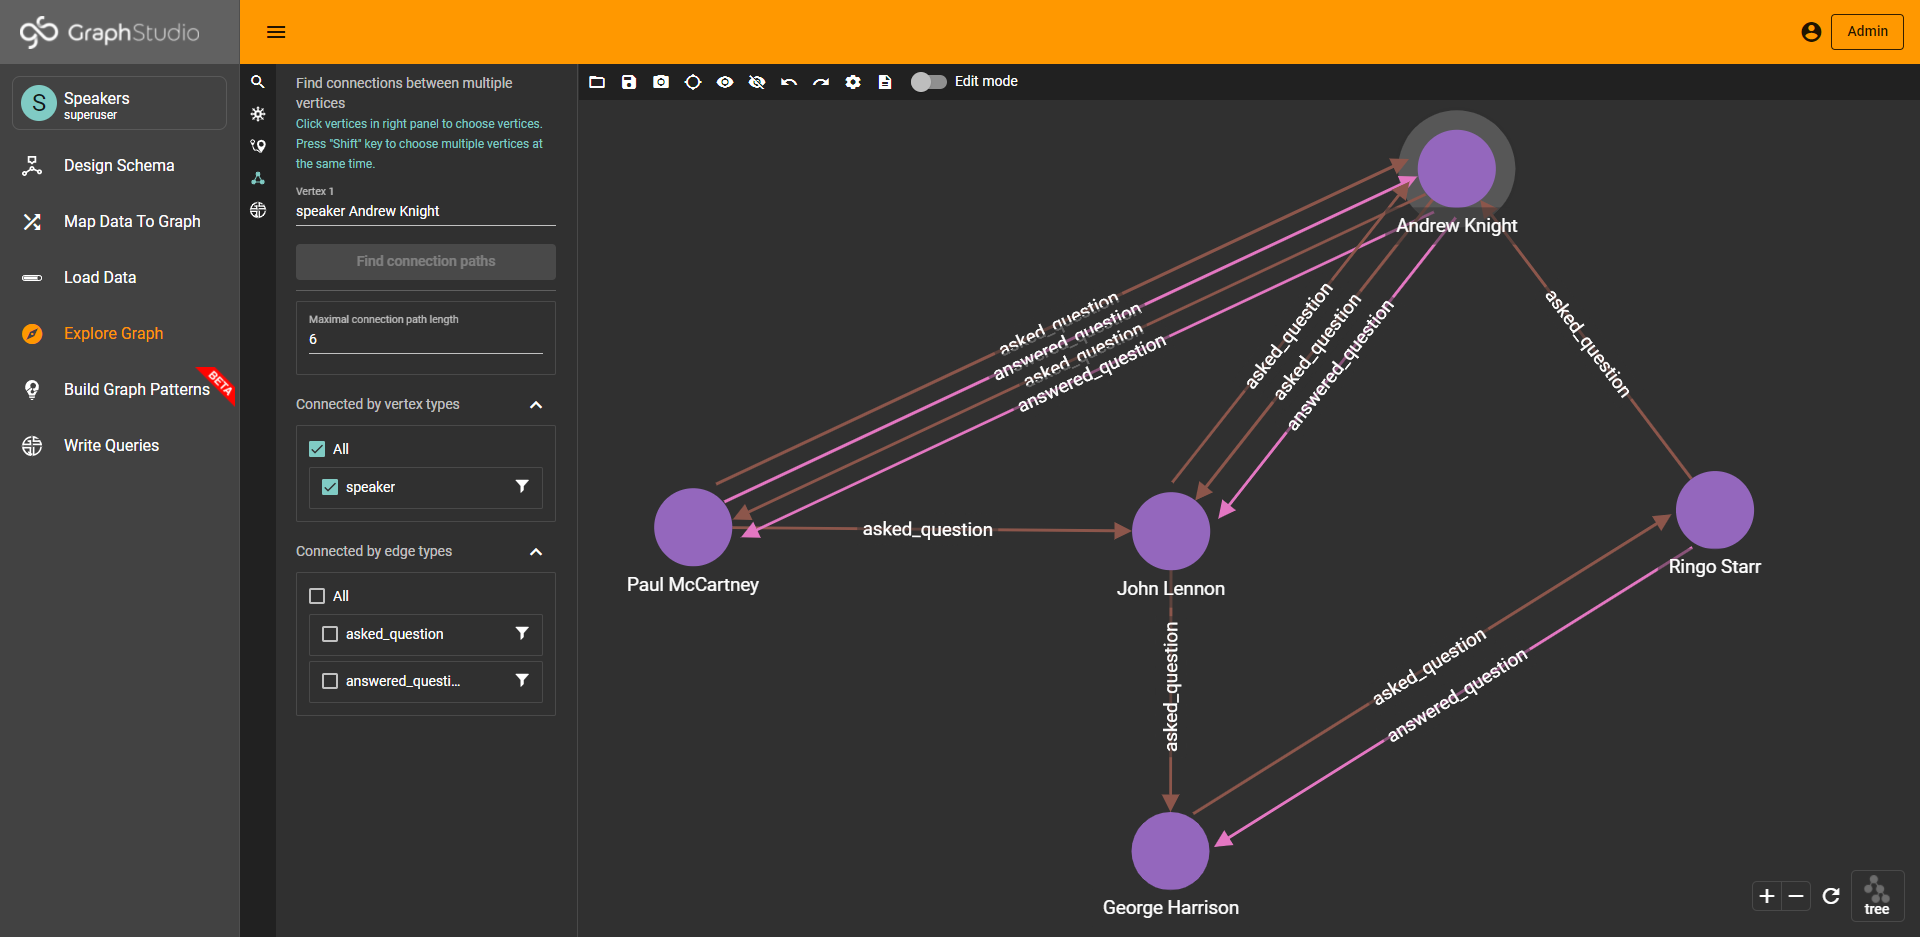 GraphStudio
Admin
S
Speakers
superuser
Design Schema
Map Data To Graph
Load Data
Explore Graph
Build Graph Patterns
BETA
Write Queries
Find connections between multiple
vertices
Click vertices in right panel to choose vertices.
Press "Shift" key to choose multiple vertices at
the same time.
Vertex 1
speaker Andrew Knight
Find connection paths
Maximal connection path length
6
Connected by vertex types
All
speaker
Connected by edge types
All
asked_question
answered_questi...
Edit mode
Andrew Knight
asked_question
answered_question
asked_question
answered_question
asked_question
asked_question
answered_question
asked_question
asked_question
Paul McCartney
John Lennon
Ringo Starr
asked_question
asked_question
answered_question
George Harrison
tree